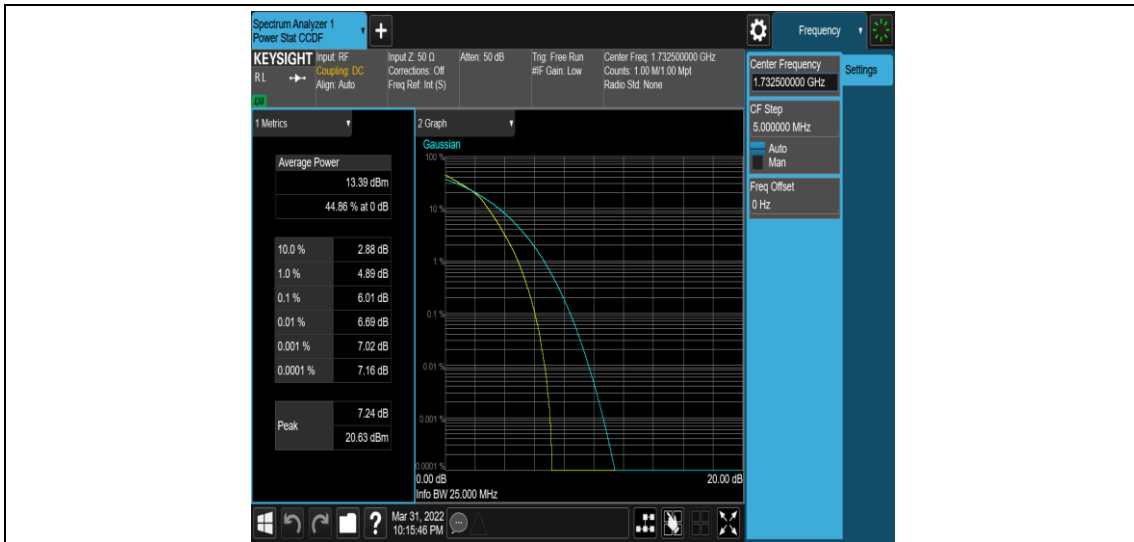 Spectrum Analyzer 1
Power Stat CCDF
+
Frequency
KEYSIGHT
RL
Input: RF
Coupling: DC
Align: Auto
Input Z: 50 Ω
Corrections: Off
Freq Ref: Int (S)
Atten: 50 dB
Trig: Free Run
#IF Gain: Low
Center Freq: 1.732500000 GHz
Counts: 1.00 M/1.00 Mpt
Radio Std: None
Center Frequency
1.732500000 GHz
Settings
CF Step
5.000000 MHz
Auto
Man
Freq Offset
0 Hz
1 Metrics
Average Power
13.39 dBm
44.86 % at 0 dB
10.0 % 2.88 dB
1.0 % 4.89 dB
0.1 % 6.01 dB
0.01 % 6.69 dB
0.001 % 7.02 dB
0.0001 % 7.16 dB
Peak
7.24 dB
20.63 dBm
2 Graph
Gaussian
100 %
10 %
1 %
0.1 %
0.01 %
0.001 %
0.0001 %
0.00 dB 20.00 dB
Info BW 25.000 MHz
?
Mar 31, 2022
10:15:46 PM